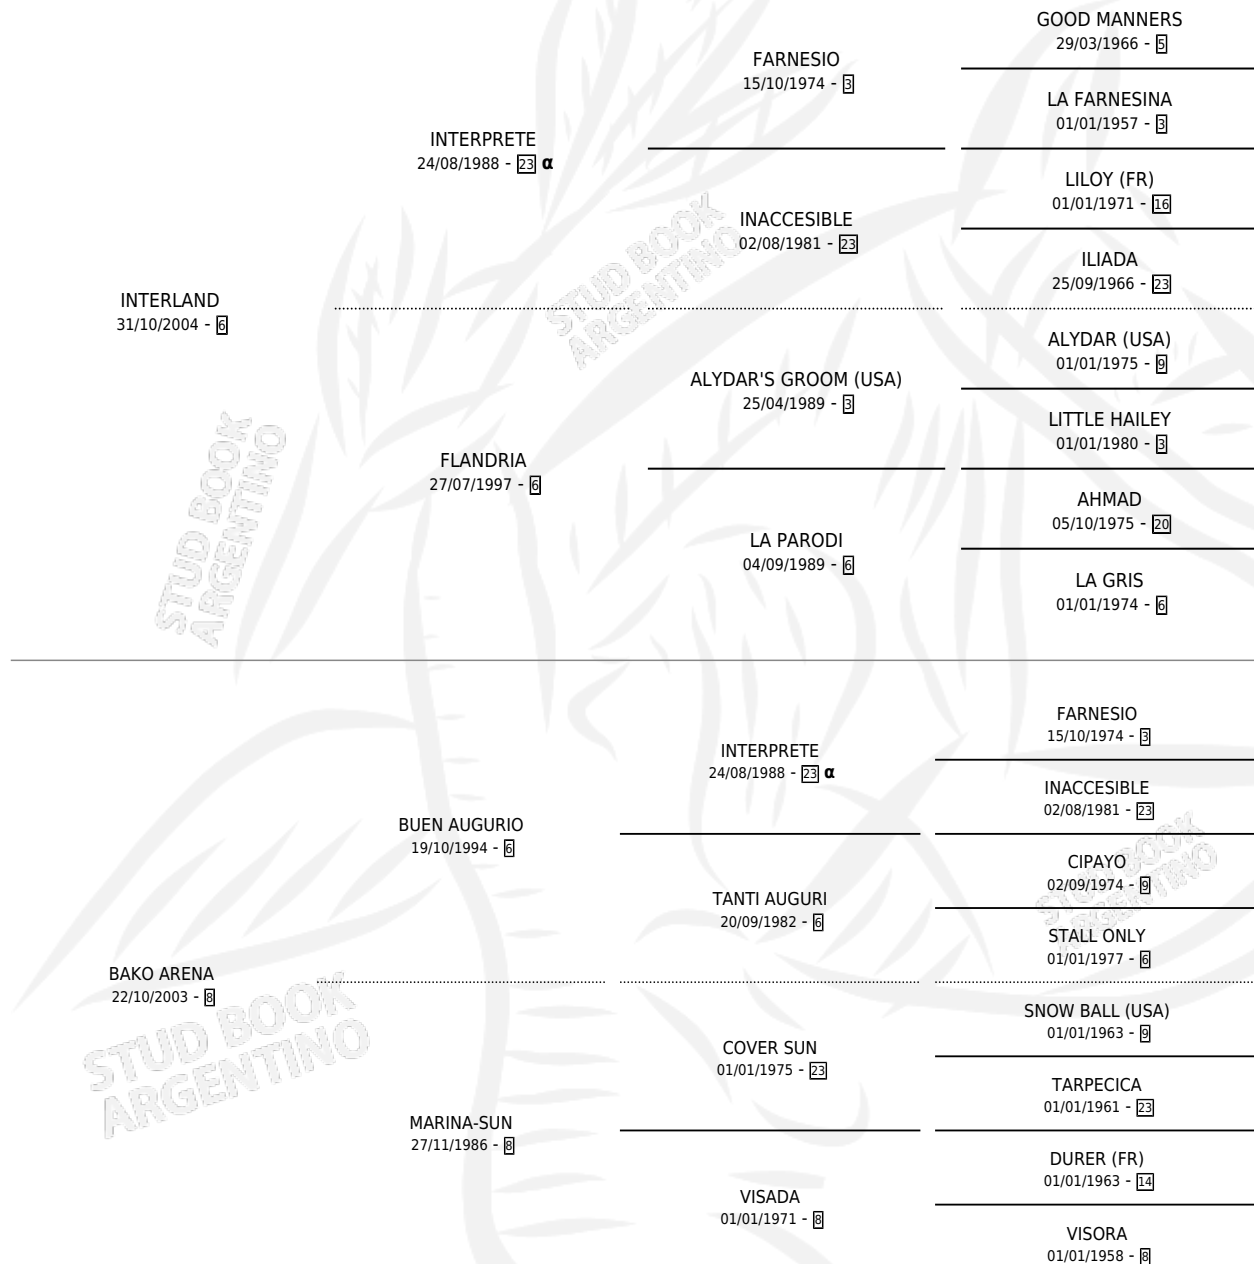 GOOD MANNERS
29/03/1966 - 5
FARNESIO
15/10/1974 - 3
LA FARNESINA
01/01/1957 - 3
INTERPRETE
24/08/1988 - 23 α
LILOY (FR)
01/01/1971 - 16
INACCESIBLE
02/08/1981 - 23
ILIADA
25/09/1966 - 23
INTERLAND
31/10/2004 - 6
ALYDAR (USA)
01/01/1975 - 9
ALYDAR'S GROOM (USA)
25/04/1989 - 3
LITTLE HAILEY
01/01/1980 - 3
FLANDRIA
27/07/1997 - 6
AHMAD
05/10/1975 - 20
LA PARODI
04/09/1989 - 6
LA GRIS
01/01/1974 - 6
FARNESIO
15/10/1974 - 3
INTERPRETE
24/08/1988 - 23 α
INACCESIBLE
02/08/1981 - 23
BUEN AUGURIO
19/10/1994 - 6
CIPAYO
02/09/1974 - 9
TANTI AUGURI
20/09/1982 - 6
STALL ONLY
01/01/1977 - 6
BAKO ARENA
22/10/2003 - 8
SNOW BALL (USA)
01/01/1963 - 9
COVER SUN
01/01/1975 - 23
TARPECICA
01/01/1961 - 23
MARINA-SUN
27/11/1986 - 8
DURER (FR)
01/01/1963 - 14
VISADA
01/01/1971 - 8
VISORA
01/01/1958 - 8
STUD BOOK
ARGENTINO
STUD BOOK
ARGENTINO
STUD BOOK
ARGENTINO
STUD BOOK
ARGENTINO